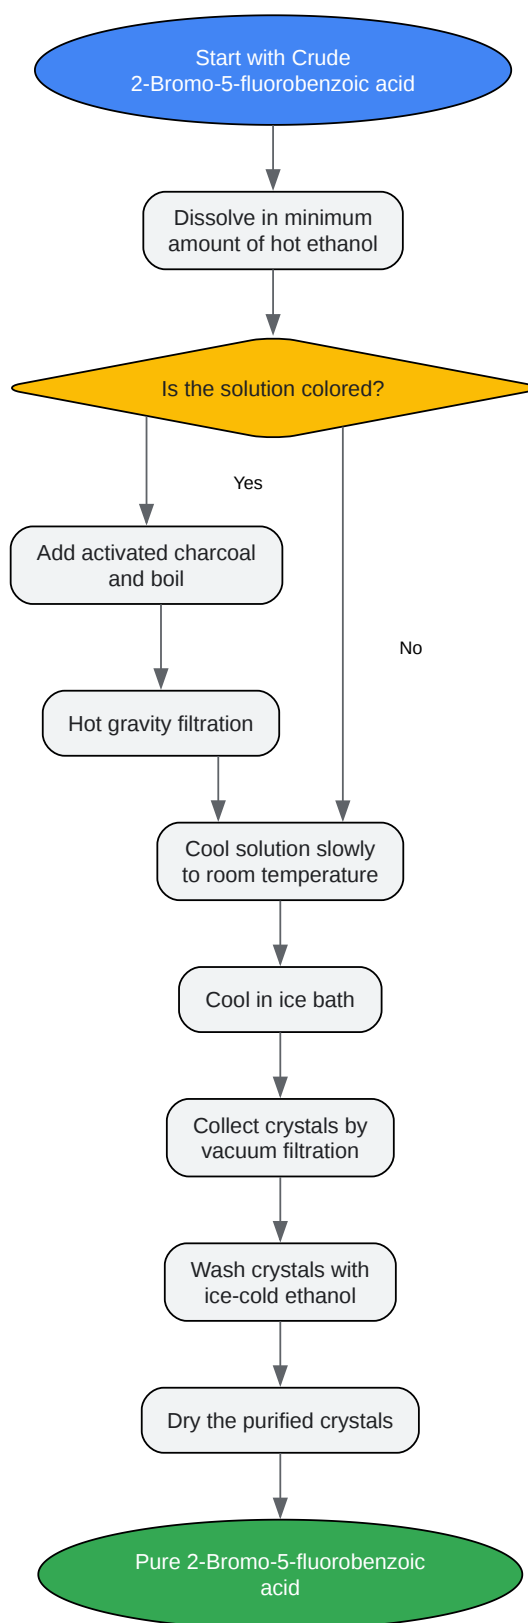 Start with Crude
2-Bromo-5-fluorobenzoic acid
Dissolve in minimum
amount of hot ethanol
Is the solution colored?
Yes
Add activated charcoal
and boil
No
Hot gravity filtration
Cool solution slowly
to room temperature
Cool in ice bath
Collect crystals by
vacuum filtration
Wash crystals with
ice-cold ethanol
Dry the purified crystals
Pure 2-Bromo-5-fluorobenzoic
acid